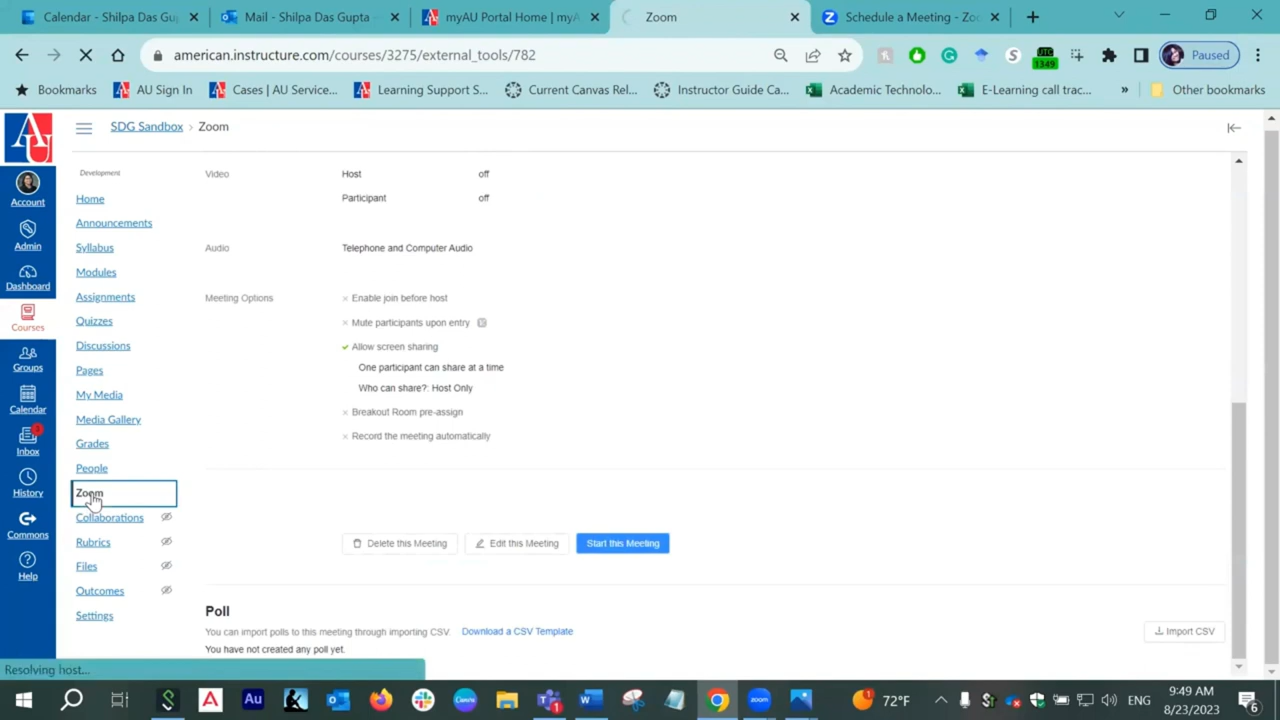 Calendar - Shilpa Das Gu
Mail - Shilpa Das Gupta
myAU Portal Home | myA
Zoom
Schedule a Meeting - Zo
american.instructure.com/courses/3275/external_tools/782
1349
Paused
Bookmarks
AU Sign In
Cases | AU Service...
Learning Support S...
Current Canvas Rel...
Instructor Guide Ca...
Academic Technolo...
E-Learning call trac...
»
Other bookmarks
SDG Sandbox > Zoom
Development
Account
Admin
Dashboard
Courses
Groups
Calendar
Inbox
History
Commons
Help
Home
Announcements
Syllabus
Modules
Assignments
Quizzes
Discussions
Pages
My Media
Media Gallery
Grades
People
Zoom
Collaborations
Rubrics
Files
Outcomes
Settings
Video Host off
Participant off
Audio Telephone and Computer Audio
Meeting Options × Enable join before host
× Mute participants upon entry
Allow screen sharing
One participant can share at a time
Who can share?: Host Only
× Breakout Room pre-assign
× Record the meeting automatically
Delete this Meeting
Edit this Meeting
Start this Meeting
Poll
You can import polls to this meeting through importing CSV. Download a CSV Template
Import CSV
You have not created any poll yet.
Resolving host...
72°F
ENG
9:49 AM
8/23/2023
6